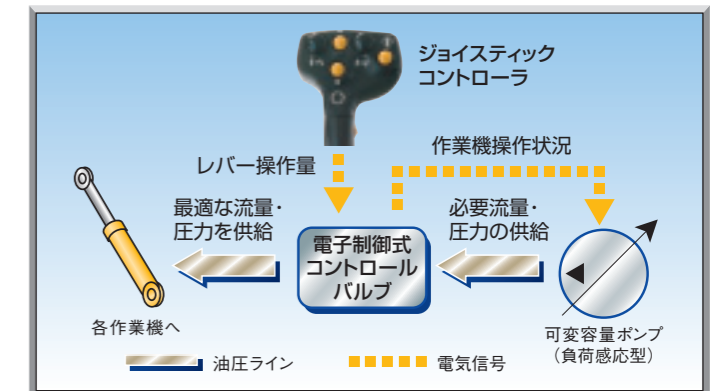 ジョイスティック
コントローラ
レバー操作量
作業機操作状況
最適な流量・
圧力を供給
必要流量・
圧力の供給
電子制御式
コントロール
バルブ
各作業機へ
可変容量ポンプ
（負荷感応型）
油圧ライン
電気信号